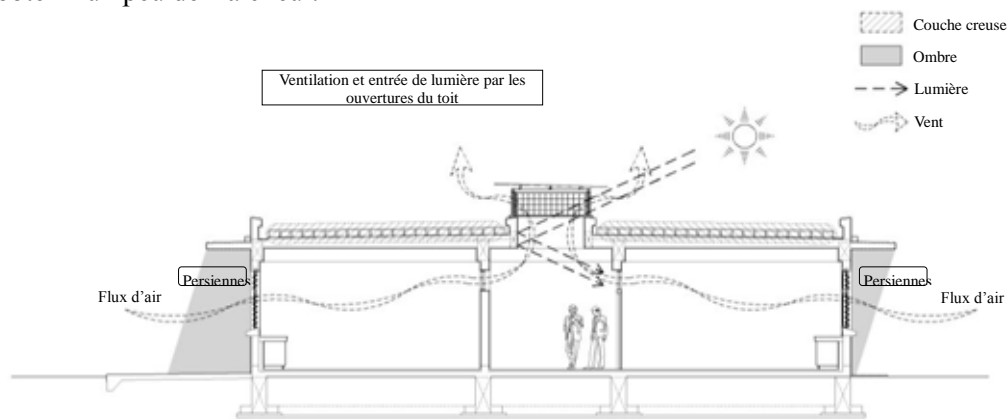 Couche creuse
Ombre
Lumière
Vent
Ventilation et entrée de lumière par les
ouvertures du toit
Persiennes
Flux d’air
Persiennes
Flux d’air